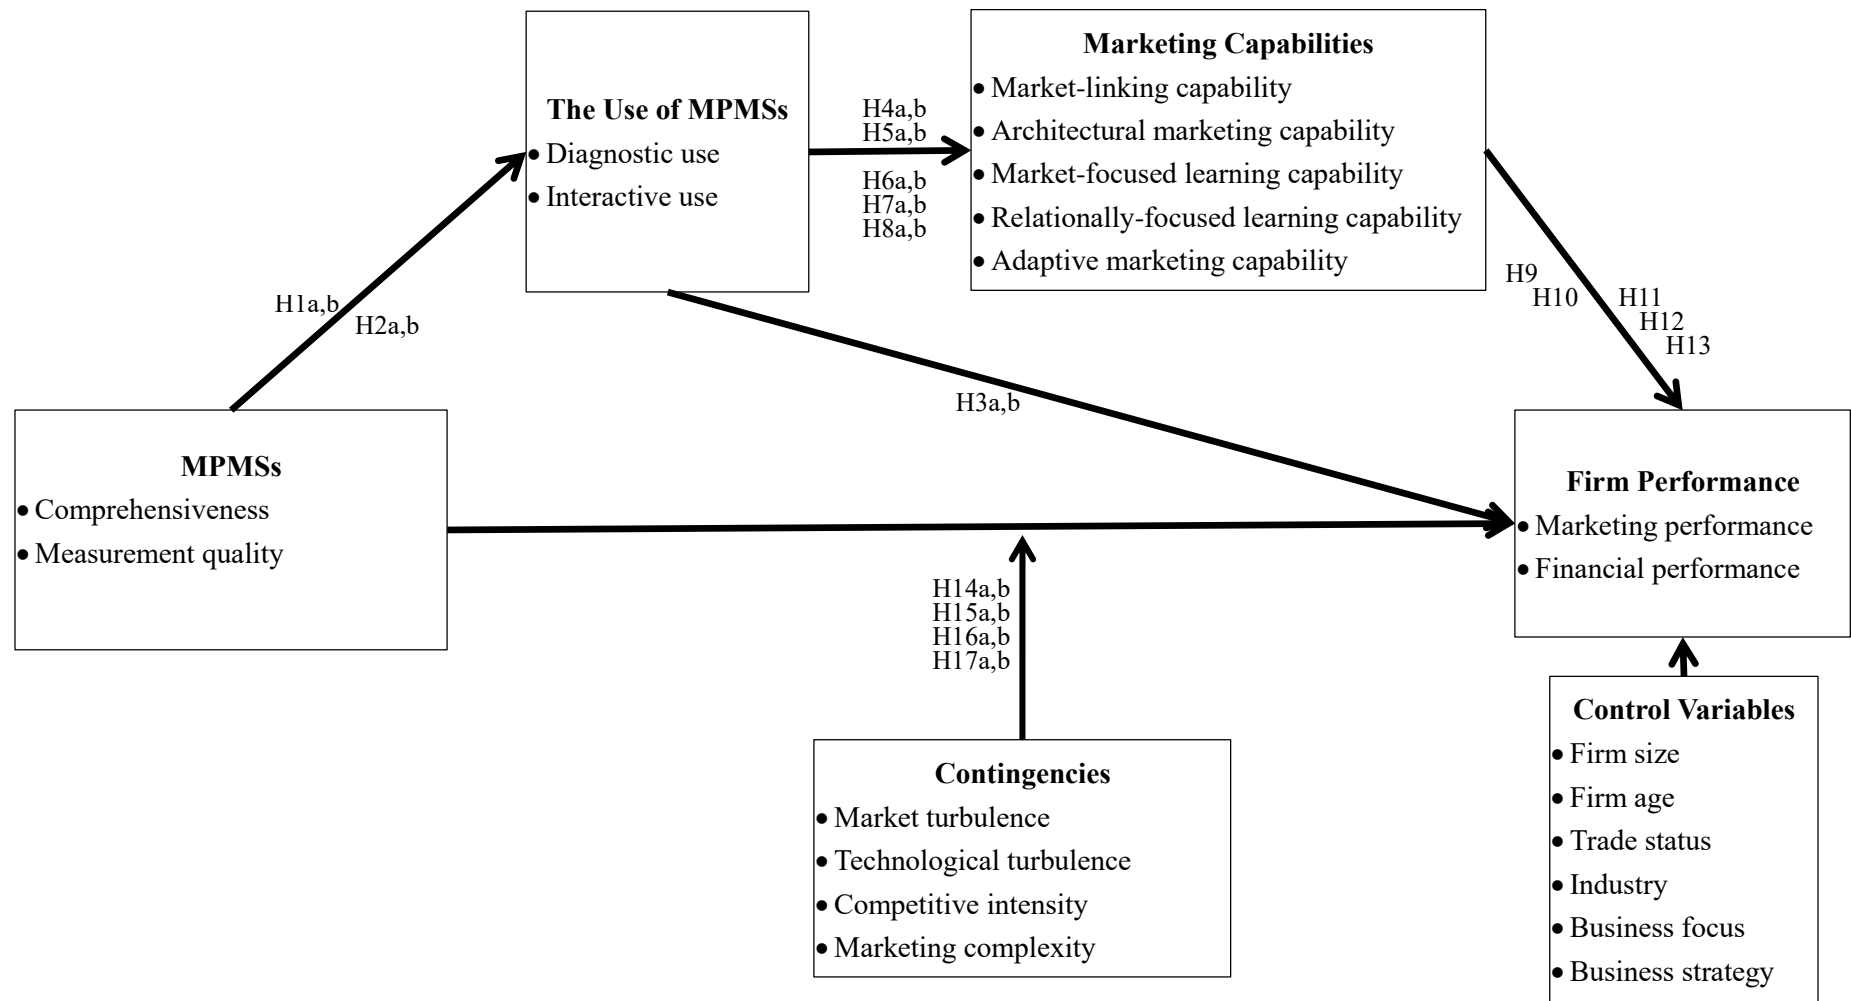 The Use of MPMSs
• Diagnostic use
• Interactive use
H4a,b
H5a,b
H6a,b
H7a,b
H8a,b
Marketing Capabilities
• Market-linking capability
• Architectural marketing capability
• Market-focused learning capability
• Relationally-focused learning capability
• Adaptive marketing capability
H1a,b
H2a,b
H9
H10
H11
H12
H13
H3a,b
MPMSs
• Comprehensiveness
• Measurement quality
Firm Performance
• Marketing performance
• Financial performance
H14a,b
H15a,b
H16a,b
H17a,b
Contingencies
• Market turbulence
• Technological turbulence
• Competitive intensity
• Marketing complexity
Control Variables
• Firm size
• Firm age
• Trade status
• Industry
• Business focus
• Business strategy